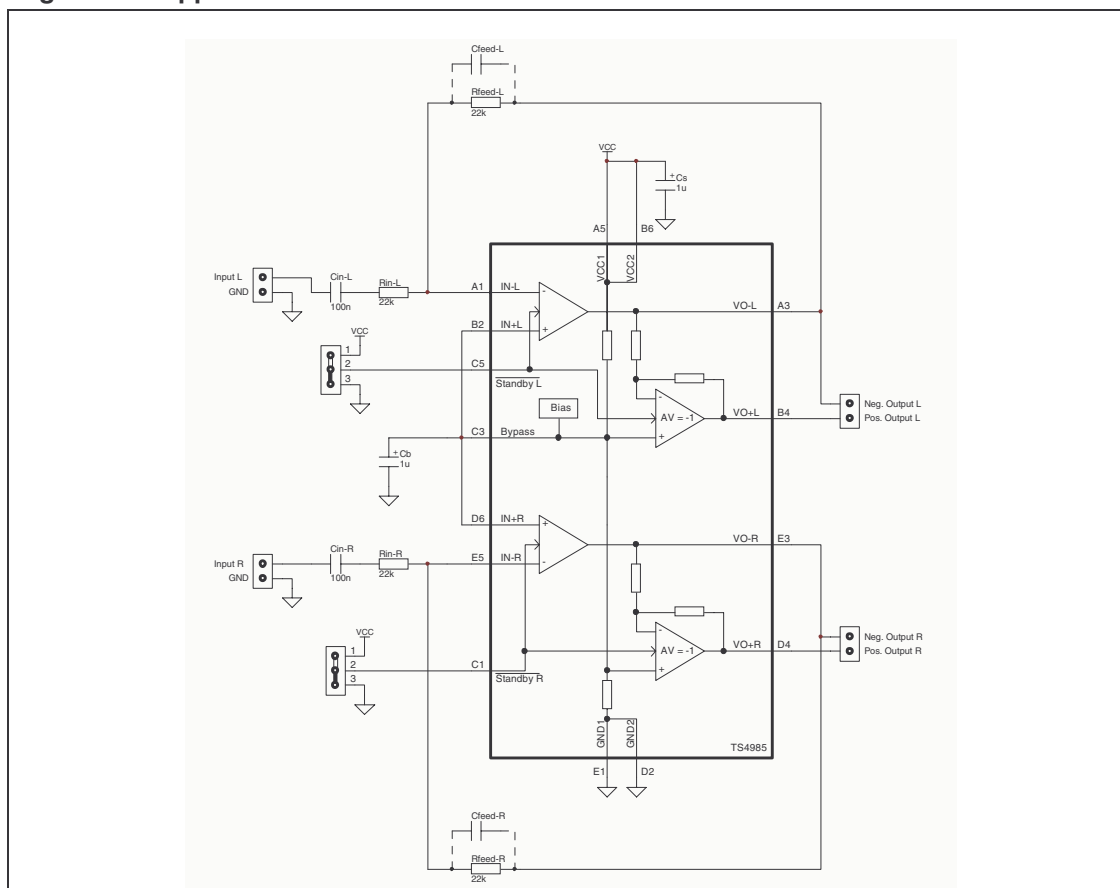 Cfeed-L
Rfeed-L
22k
VCC
+ Cs
1u
A5 B6
VCC1
VCC2
Input L
GND
Cin-L
100n
Rin-L
22k
A1 IN-L
-
+
VO-L A3
B2 IN+L
VCC
1
2
3
C5
Standby L
Bias
-
AV = -1
+
VO+L B4
Neg. Output L
Pos. Output L
C3 Bypass
+ Cb
1u
D6 IN+R
+
-
VO-R E3
Input R
GND
Cin-R
100n
Rin-R
22k
E5 IN-R
VCC
1
2
3
C1
Standby R
-
AV = -1
+
VO+R D4
Neg. Output R
Pos. Output R
GND1
GND2
TS4985
E1 D2
Cfeed-R
Rfeed-R
22k